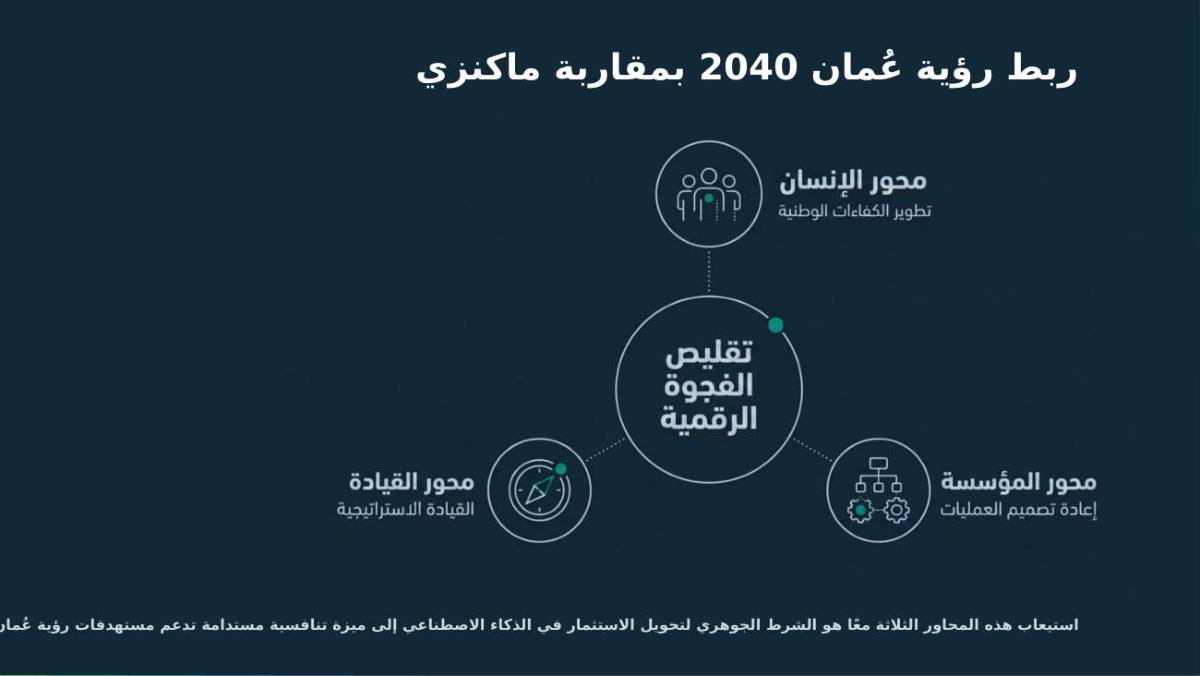 ربط رؤية عُمان 2040 بمقاربة ماكنزي
محور الإنسان
تطوير الكفاءات الوطنية
تقليص
الفجوة
الرقمية
محور المؤسسة
إعادة تصميم العمليات
محور القيادة
القيادة الاستراتيجية
استيعاب هذه المحاور الثلاثة معًا هو الشرط الجوهري لتحويل الاستثمار في الذكاء الاصطناعي إلى ميزة تنافسية مستدامة تدعم مستهدفات رؤية عُمان